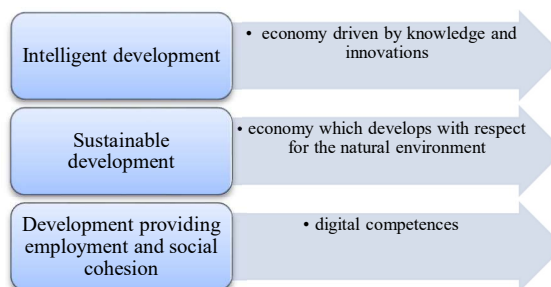 Intelligent development
• economy driven by knowledge and
innovations
Sustainable
development
• economy which develops with respect
for the natural environment
Development providing
employment and social
cohesion
• digital competences